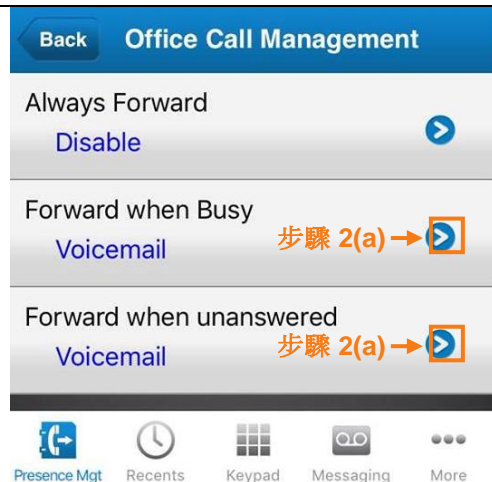 Back Office Call Management
Always Forward
Disable
Forward when Busy
步驟 2(a)
Voicemail
Forward when unanswered
步驟 2(a)
Voicemail
Presence Mgt Recents Keypad Messaging More